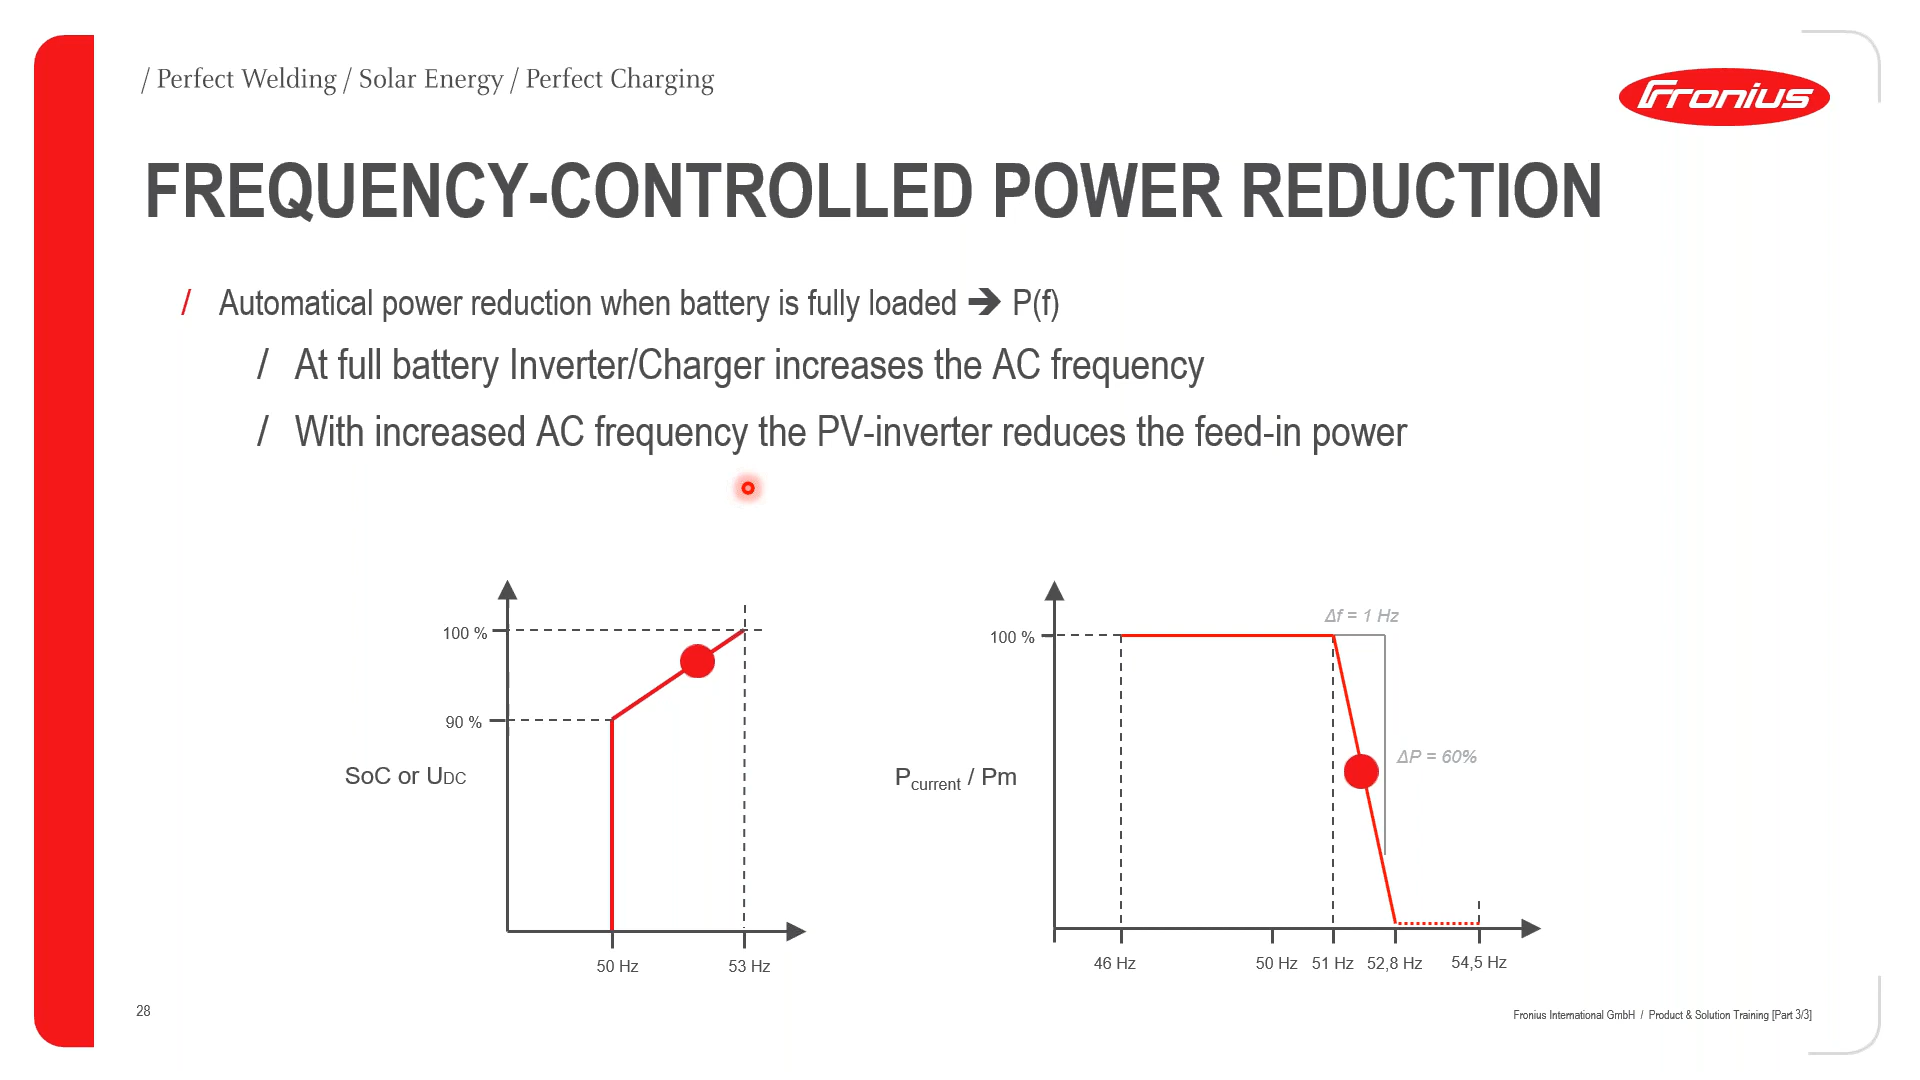 / Perfect Welding / Solar Energy / Perfect Charging
Fronius
FREQUENCY-CONTROLLED POWER REDUCTION
/ Automatical power reduction when battery is fully loaded ➔ P(f)
/ At full battery Inverter/Charger increases the AC frequency
/ With increased AC frequency the PV-inverter reduces the feed-in power
100 %
90 %
SoC or UDC
50 Hz
53 Hz
Δf = 1 Hz
100 %
ΔP = 60%
Pcurrent / Pm
46 Hz
50 Hz
51 Hz
52,8 Hz
54,5 Hz
28
Fronius International GmbH / Product & Solution Training [Part 3/3]